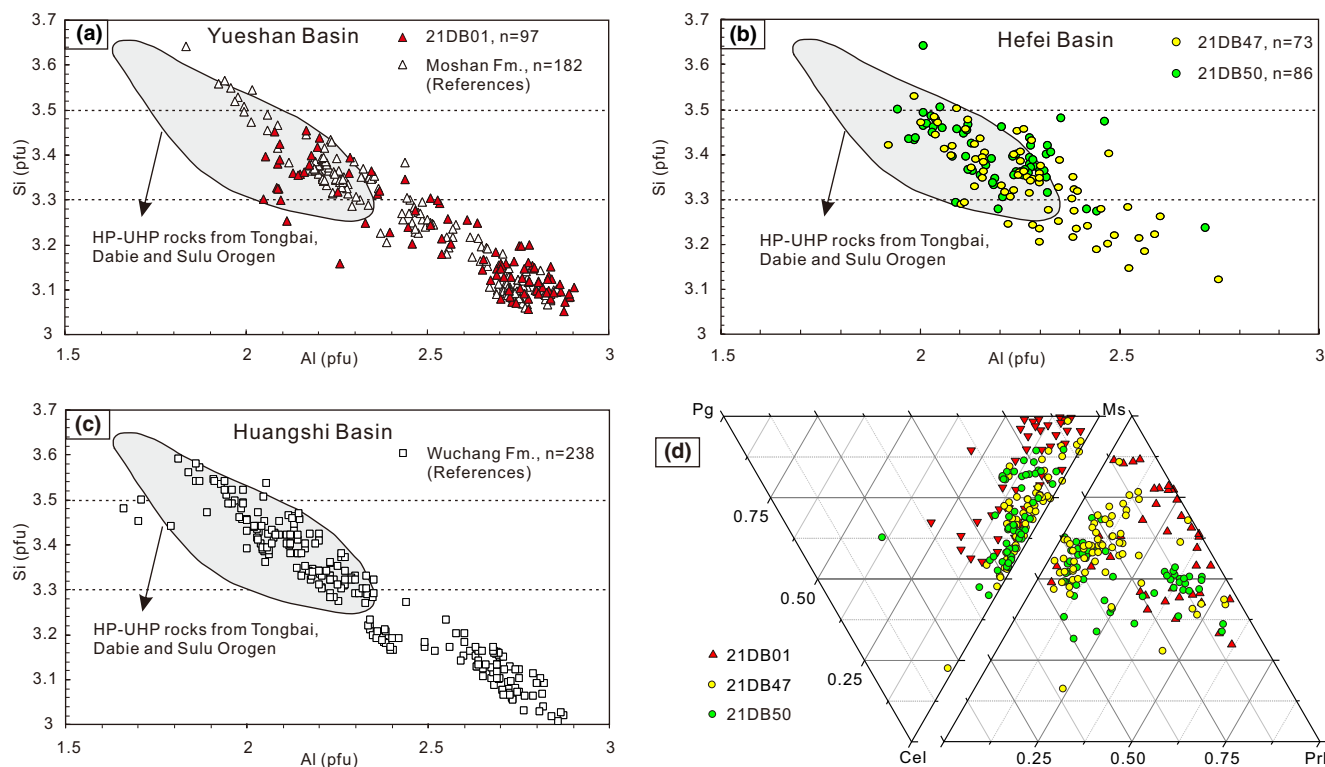 (a)
Yueshan Basin
21DB01, n=97
Moshan Fm., n=182
(References)
HP-UHP rocks from Tongbai,
Dabie and Sulu Orogen
Si (pfu)
3.7
3.6
3.5
3.4
3.3
3.2
3.1
3
1.5
2
2.5
3
Al (pfu)
(b)
Hefei Basin
21DB47, n=73
21DB50, n=86
HP-UHP rocks from Tongbai,
Dabie and Sulu Orogen
Si (pfu)
3.7
3.6
3.5
3.4
3.3
3.2
3.1
3
1.5
2
2.5
3
Al (pfu)
(c)
Huangshi Basin
Wuchang Fm., n=238
(References)
HP-UHP rocks from Tongbai,
Dabie and Sulu Orogen
Si (pfu)
3.7
3.6
3.5
3.4
3.3
3.2
3.1
3
1.5
2
2.5
3
Al (pfu)
(d)
Pg
Ms
0.75
0.50
0.25
21DB01
21DB47
21DB50
Cel
0.25
0.50
0.75
Prl